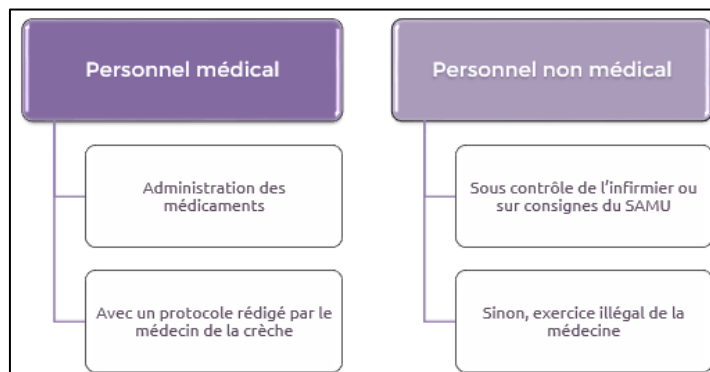 Personnel médical
Administration des
médicaments
Avec un protocole rédigé par le
médecin de la crèche
Personnel non médical
Sous contrôle de l'infirmier ou
sur consignes du SAMU
Sinon, exercice illégal de la
médecine